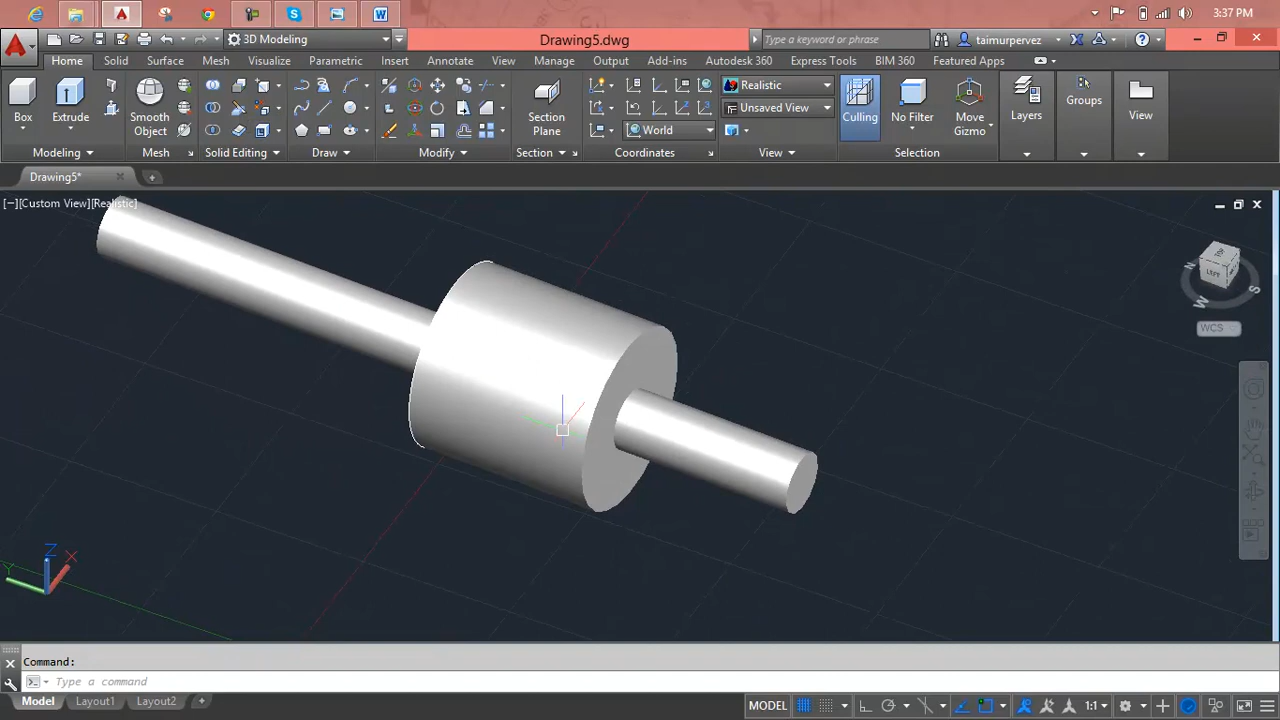 3:37 PM
3D Modeling
Drawing5.dwg
Type a keyword or phrase
taimurpervez
Home Solid Surface Mesh Visualize Parametric Insert Annotate View Manage Output Add-ins Autodesk 360 Express Tools BIM 360 Featured Apps
Box
Extrude
Smooth
Object
Section
Plane
Realistic
Unsaved View
World
Culling
No Filter
Move
Gizmo
Layers
Groups
View
Modeling Mesh Solid Editing Draw Modify Section Coordinates View Selection
Drawing5*
[−][Custom View][Realistic]
TOP
LEFT
N
S
W
WCS
Z
X
Y
Command:
Type a command
Model Layout1 Layout2
MODEL
1:1